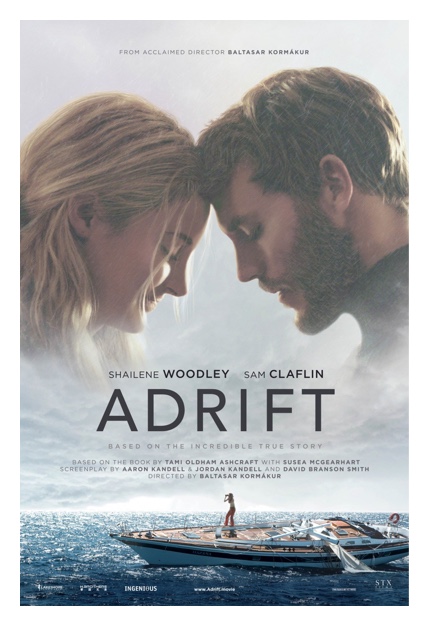 FROM ACCLAIMED DIRECTOR BALTASAR KORMÁKUR
SHAILENE WOODLEY SAM CLAFLIN
ADRIFT
BASED ON THE INCREDIBLE TRUE STORY
BASED ON THE BOOK BY TAMI OLDHAM ASHCRAFT WITH SUSEA MCGEARHART
SCREENPLAY BY AARON KANDELL & JORDAN KANDELL AND DAVID BRANSON SMITH
DIRECTED BY BALTASAR KORMÁKUR
INGENIOUS www.Adrift.movie STX